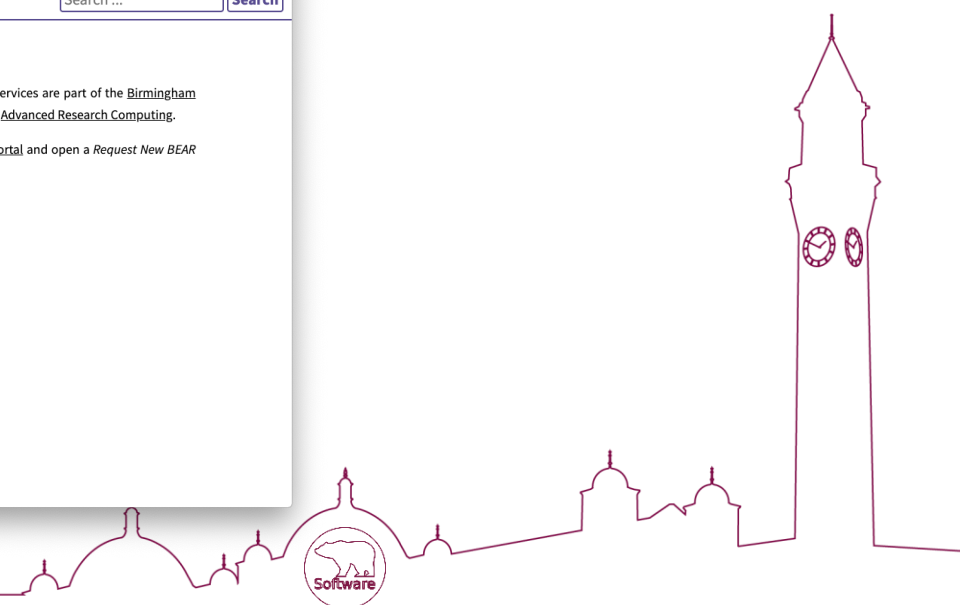 Search ... Search
ervices are part of the Birmingham
Advanced Research Computing.
ortal and open a Request New BEAR
Software